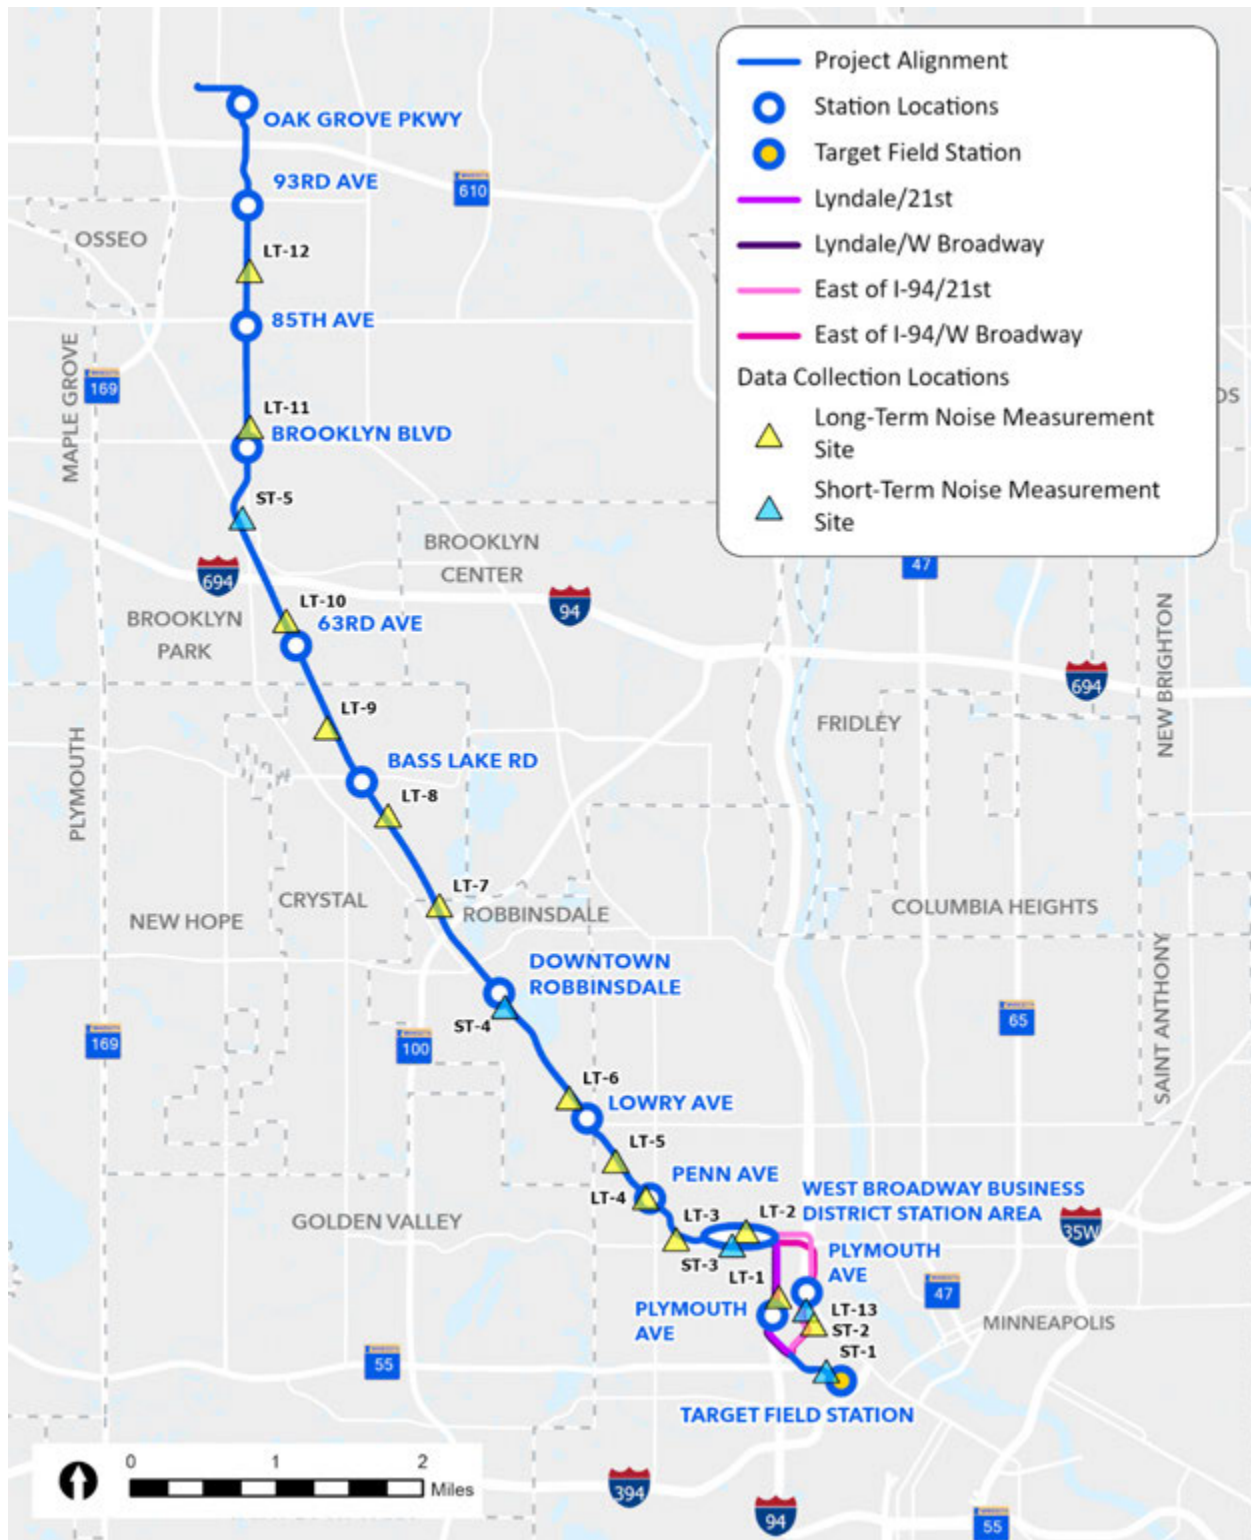 Project Alignment
Station Locations
Target Field Station
Lyndale/21st
Lyndale/W Broadway
East of I-94/21st
East of I-94/W Broadway
Data Collection Locations
Long-Term Noise Measurement
Site
Short-Term Noise Measurement
Site
OAK GROVE PKWY
93RD AVE
610
OSSEO
LT-12
85TH AVE
MAPLE GROVE
169
LT-11
BROOKLYN BLVD
ST-5
BROOKLYN
CENTER
47
694
94
LT-10
63RD AVE
BROOKLYN
PARK
694
NEW BRIGHTON
LT-9
FRIDLEY
PLYMOUTH
BASS LAKE RD
LT-8
LT-7
CRYSTAL
ROBBINSDALE
NEW HOPE
COLUMBIA HEIGHTS
DOWNTOWN
ROBBINSDALE
SAINT ANTHONY
ST-4
65
169
100
LT-6
LOWRY AVE
LT-5
PENN AVE
LT-4
WEST BROADWAY BUSINESS
DISTRICT STATION AREA
LT-3
LT-2
GOLDEN VALLEY
35W
ST-3
LT-1
PLYMOUTH
AVE
47
PLYMOUTH
AVE
LT-13
ST-2
MINNEAPOLIS
ST-1
55
TARGET FIELD STATION
0 1 2
Miles
394
94
55